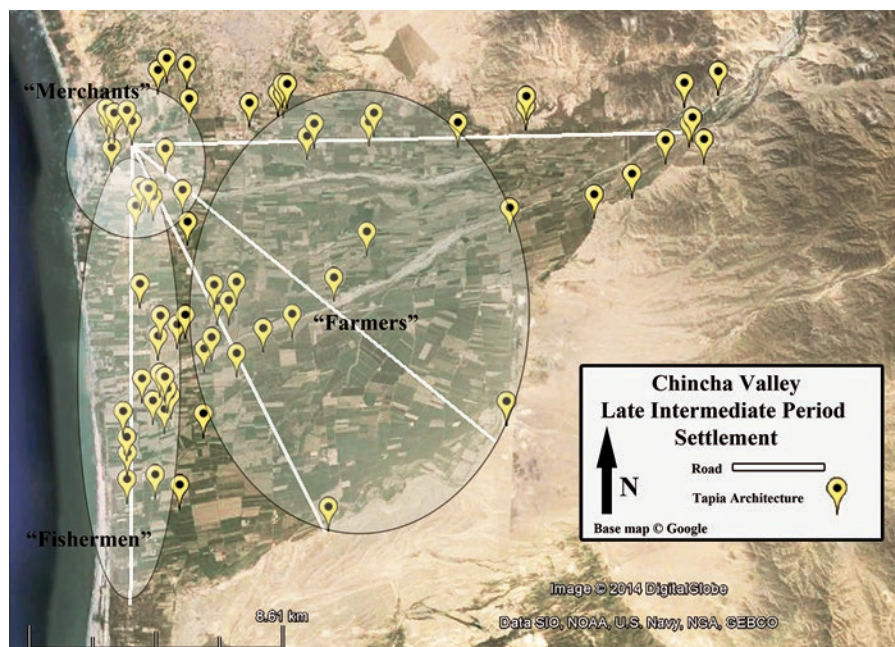 “Merchants”
“Farmers”
“Fishermen”
Chincha Valley
Late Intermediate Period
Settlement
Road
Tapia Architecture
N
Base map © Google
Image © 2014 DigitalGlobe
8.61 km
Data SIO, NOAA, U.S. Navy, NGA, GEBCO